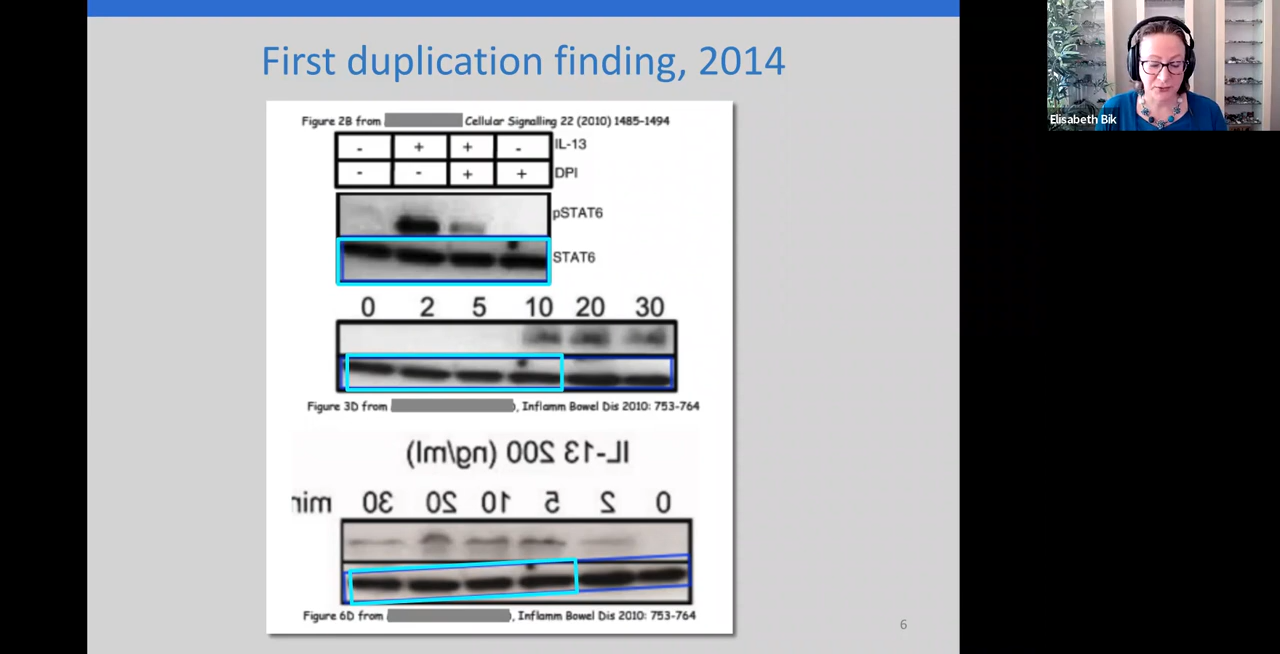 First duplication finding, 2014
Elisabeth Bik
Figure 2B from Cellular Signalling 22 (2010) 1485-1494
- + + - IL-13
- - + + DPI
pSTAT6
STAT6
0 2 5 10 20 30
Figure 3D from ), Inflamm Bowel Dis 2010: 753-764
IL-13 200 (ng/ml)
min 30 20 10 5 2 0
Figure 6D from ), Inflamm Bowel Dis 2010: 753-764
6